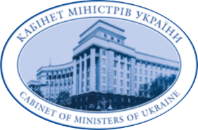 КАБІНЕТ МІНІСТРІВ УКРАЇНИ
CABINET OF MINISTERS OF UKRAINE